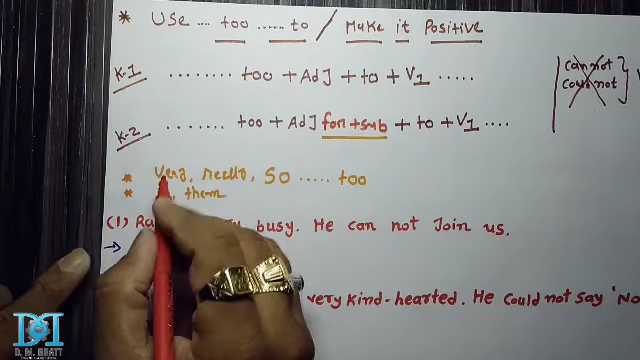 * Use .... too ...... to / Make it Positive
K-1 ........ too + Adj + to + V1 .....
can not
could not
K-2 ....... too + Adj for + sub + to + V1 ....
* Very, really, So ..... too
* , them
(1) busy. He can not Join us.
→
very kind-hearted. He could not say 'No
D. M. BHATT